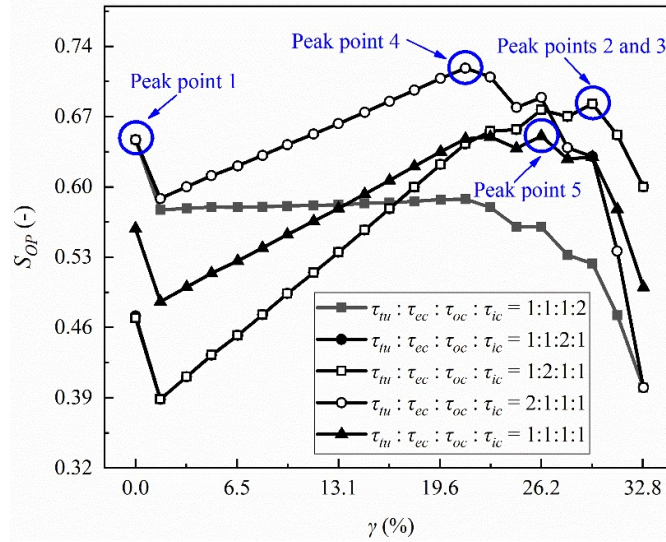 Peak point 4
Peak points 2 and 3
Peak point 1
Peak point 5
0.74
0.67
0.60
0.53
0.46
0.39
0.32
S_OP (-)
τ_tu : τ_ec : τ_oc : τ_ic = 1:1:1:2
τ_tu : τ_ec : τ_oc : τ_ic = 1:1:2:1
τ_tu : τ_ec : τ_oc : τ_ic = 1:2:1:1
τ_tu : τ_ec : τ_oc : τ_ic = 2:1:1:1
τ_tu : τ_ec : τ_oc : τ_ic = 1:1:1:1
0.0 6.5 13.1 19.6 26.2 32.8
γ (%)